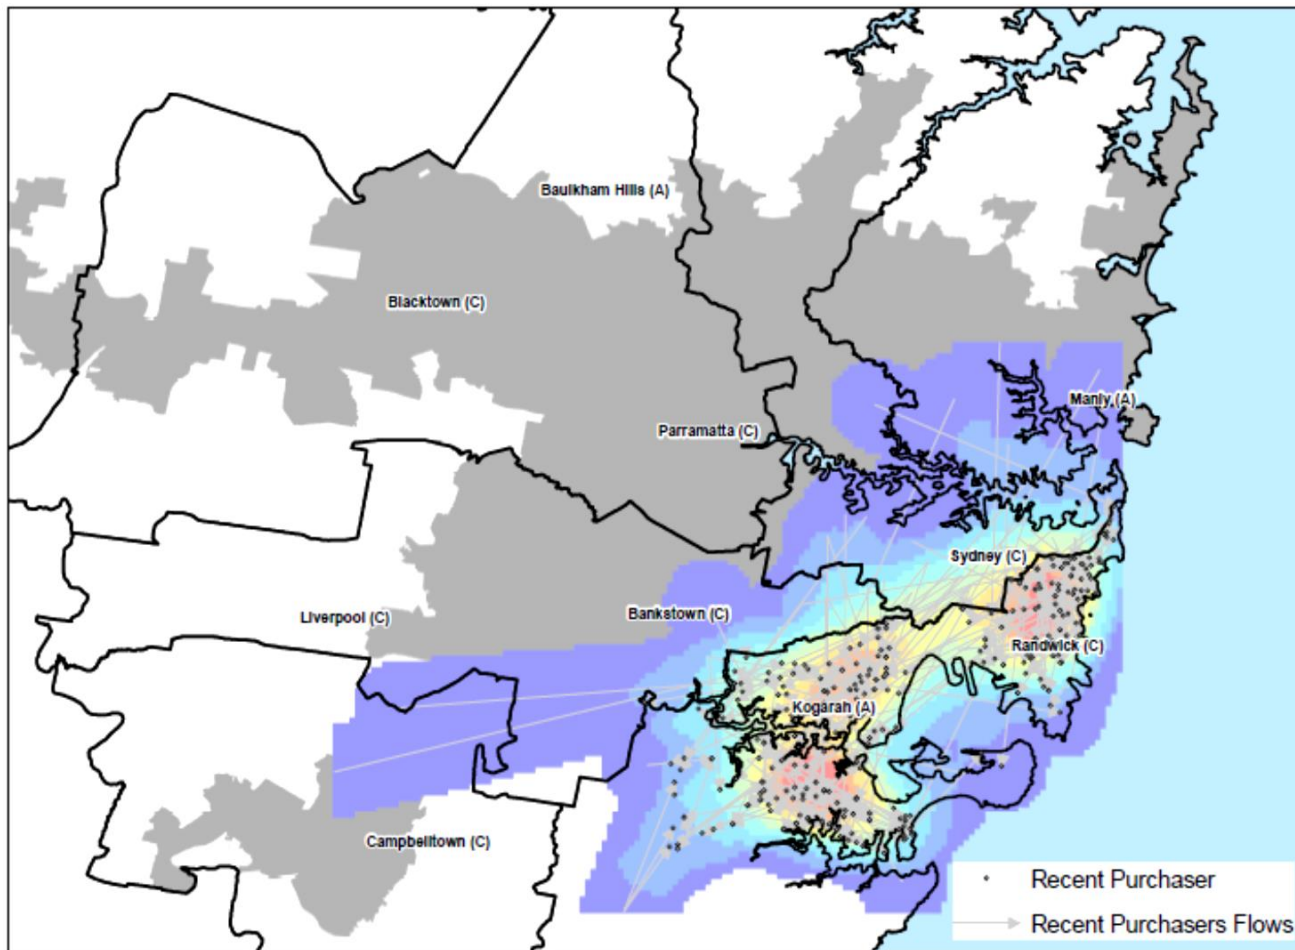 Baulkham Hills (A)
Blacktown (C)
Manly (A)
Parramatta (C)
Sydney (C)
Bankstown (C)
Liverpool (C)
Randwick (C)
Kogarah (A)
Campbelltown (C)
Recent Purchaser
Recent Purchasers Flows